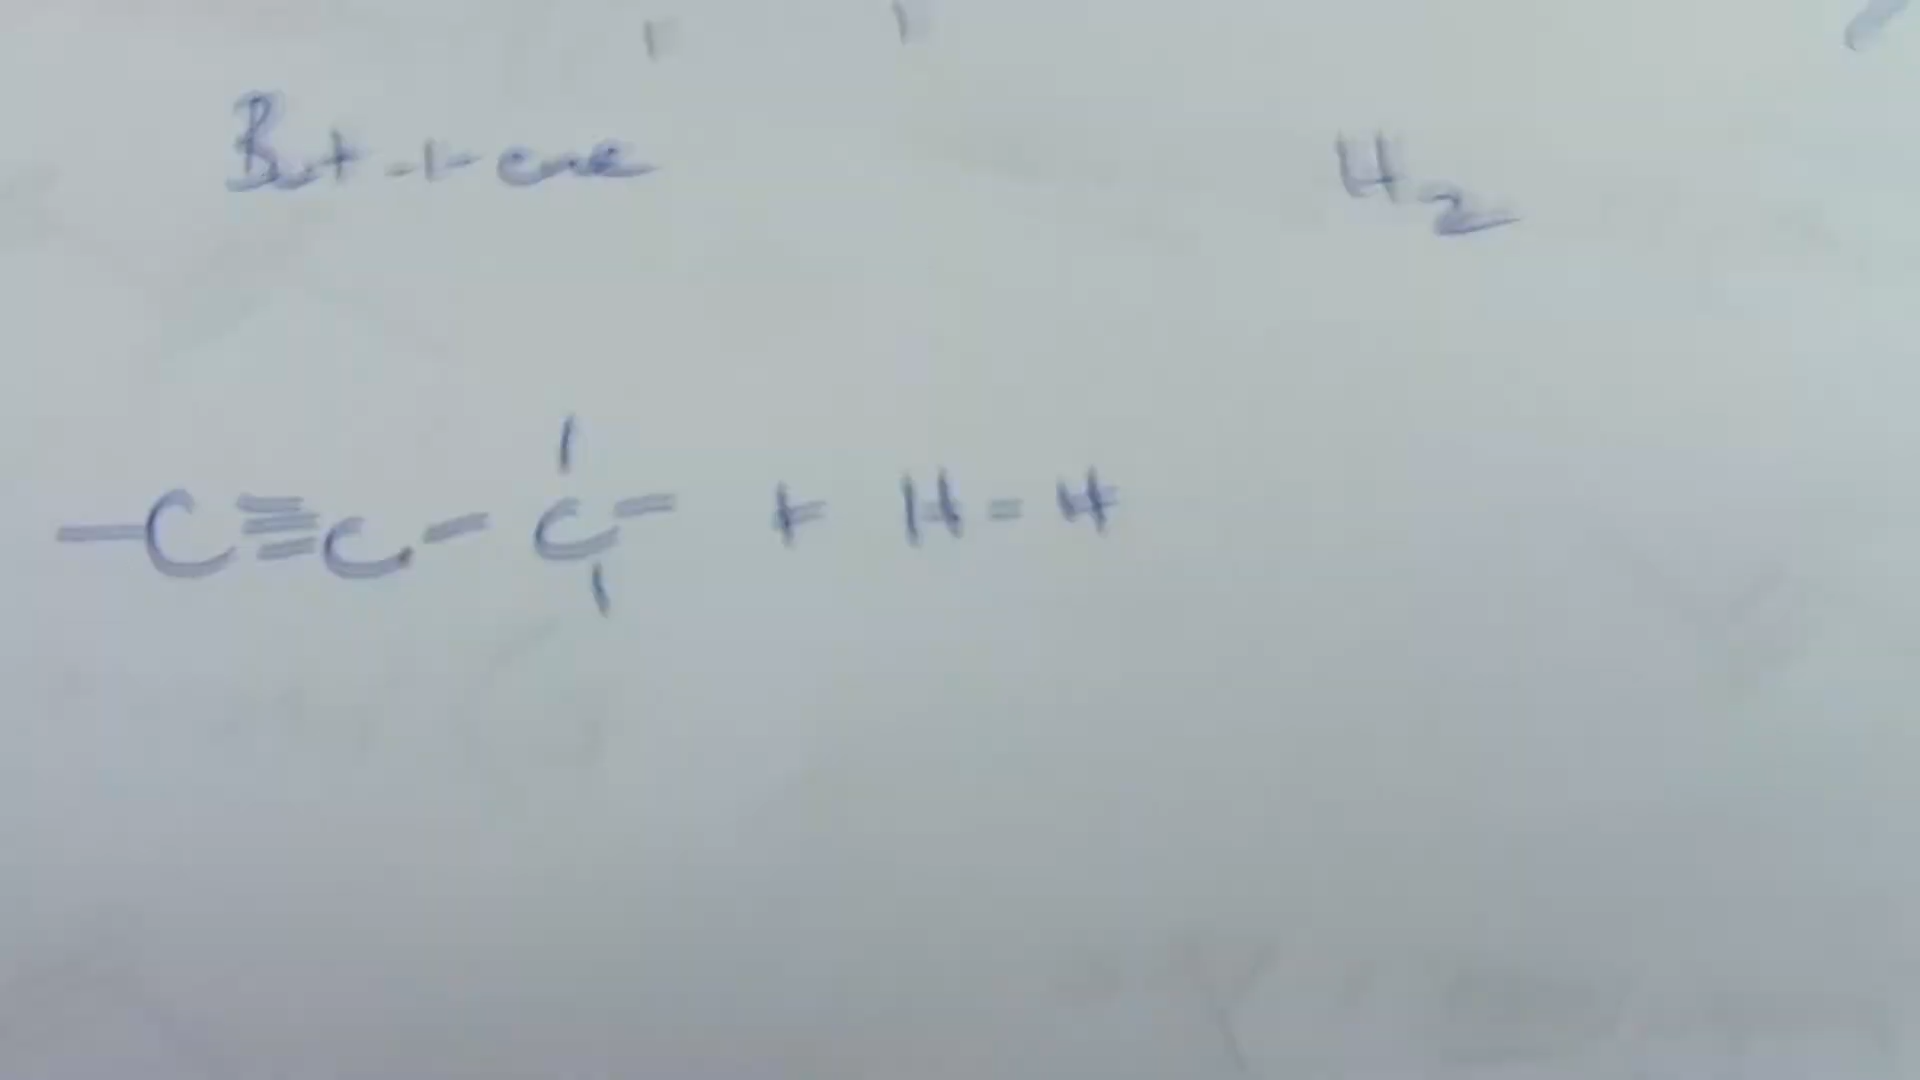 But-1-ene H2
-C≡C-C- + H-H